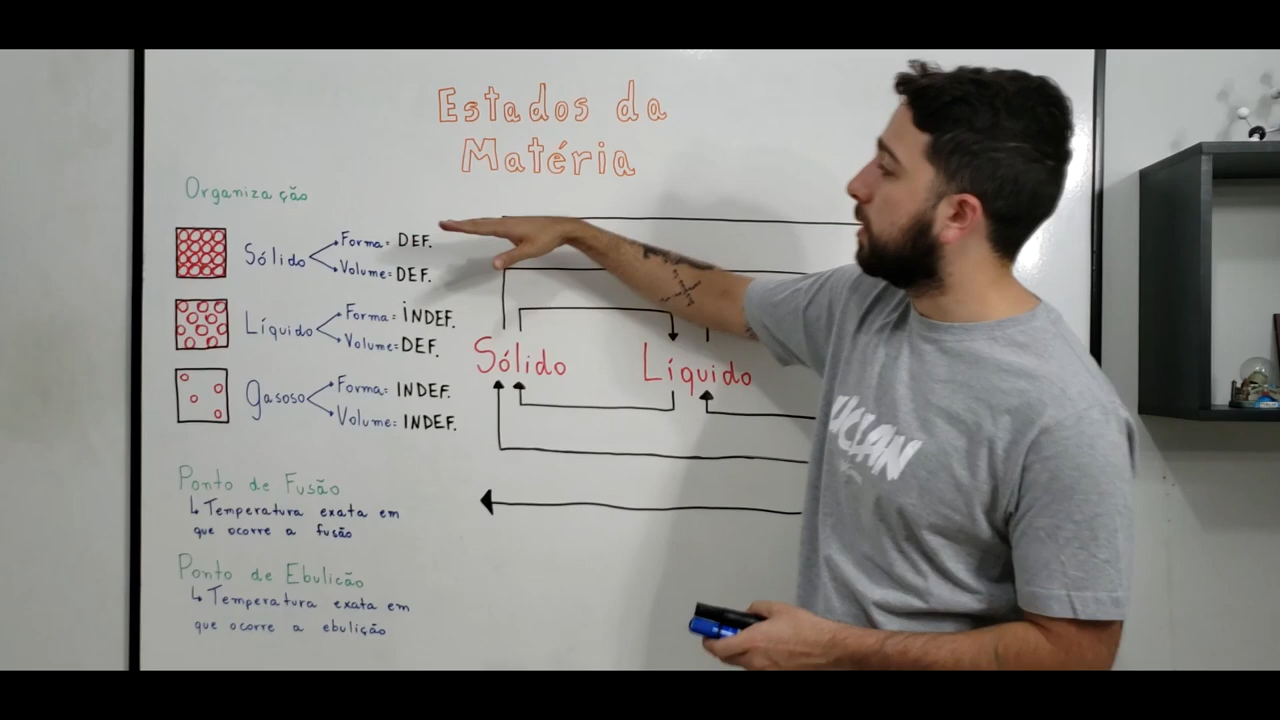 Estados da
Matéria
Organização
Sólido
Forma= DEF.
Volume= DEF.
Líquido
Forma= INDEF.
Volume= DEF.
Gasoso
Forma= INDEF.
Volume= INDEF.
Ponto de Fusão
↳ Temperatura exata em
que ocorre a fusão
Ponto de Ebulicão
↳ Temperatura exata em
que ocorre a ebulição
Sólido
Líquido